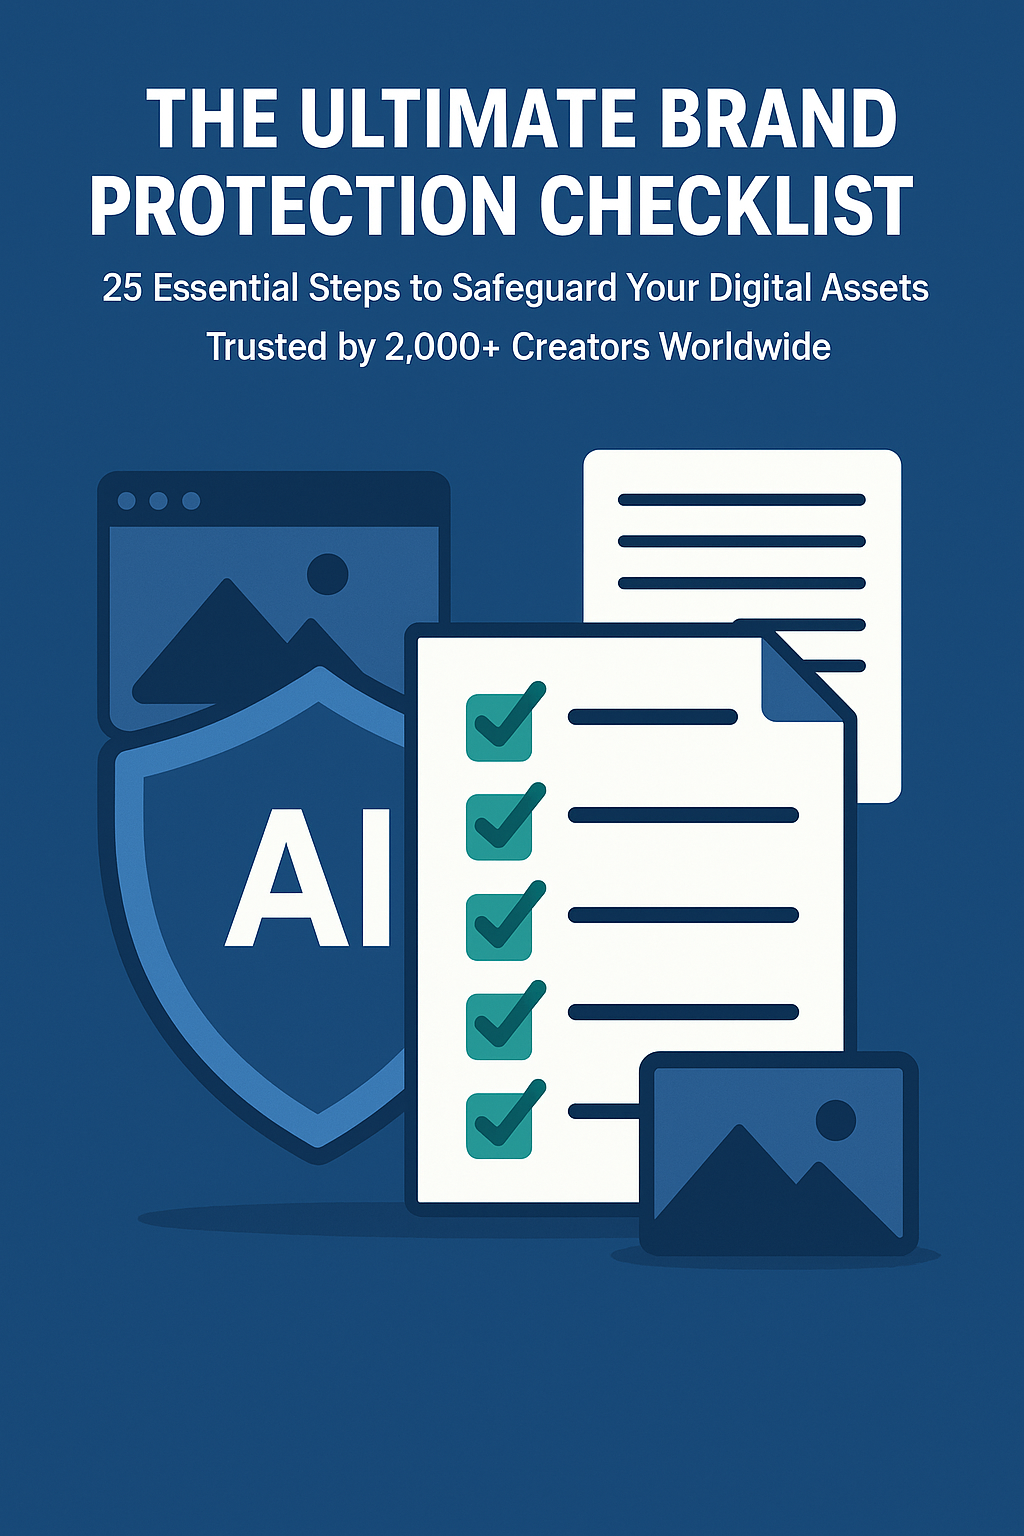 THE ULTIMATE BRAND
PROTECTION CHECKLIST
25 Essential Steps to Safeguard Your Digital Assets
Trusted by 2,000+ Creators Worldwide
AI